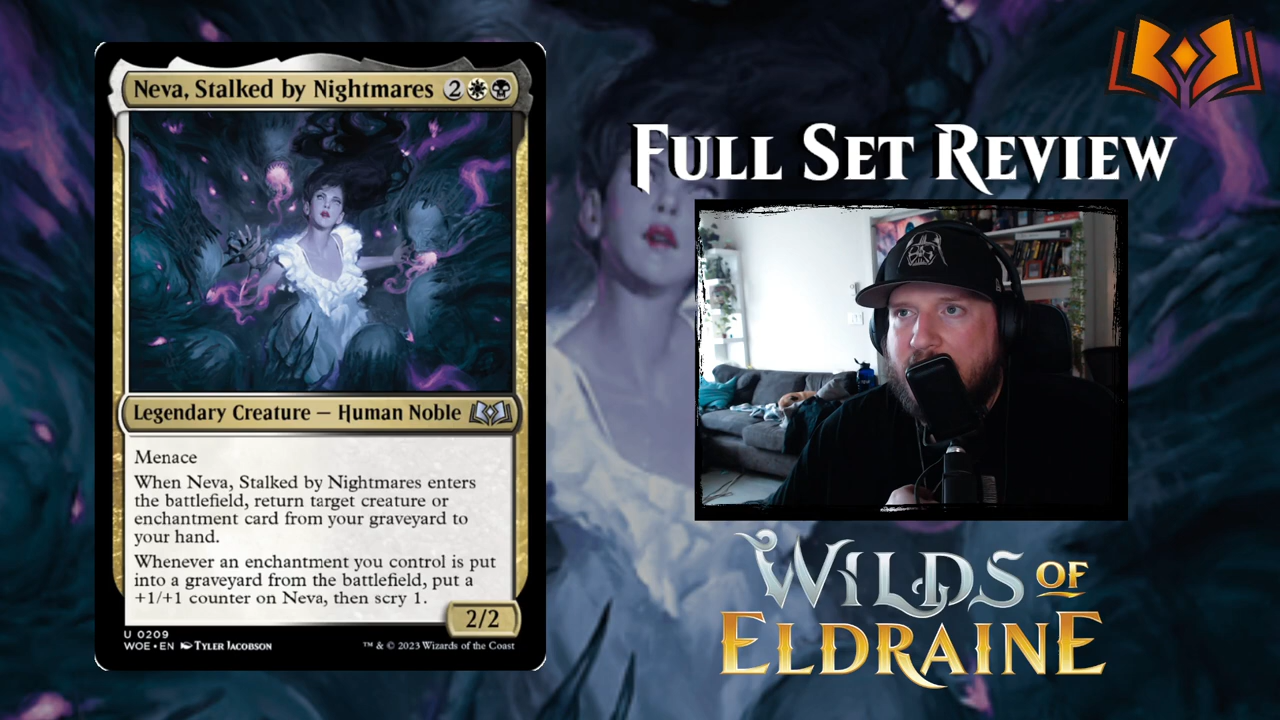 Neva, Stalked by Nightmares 2
Legendary Creature — Human Noble
Menace
When Neva, Stalked by Nightmares enters
the battlefield, return target creature or
enchantment card from your graveyard to
your hand.
Whenever an enchantment you control is put
into a graveyard from the battlefield, put a
+1/+1 counter on Neva, then scry 1.
2/2
U 0209
WOE • EN Tyler Jacobson
™ & © 2023 Wizards of the Coast
Full Set Review
Wilds of
Eldraine